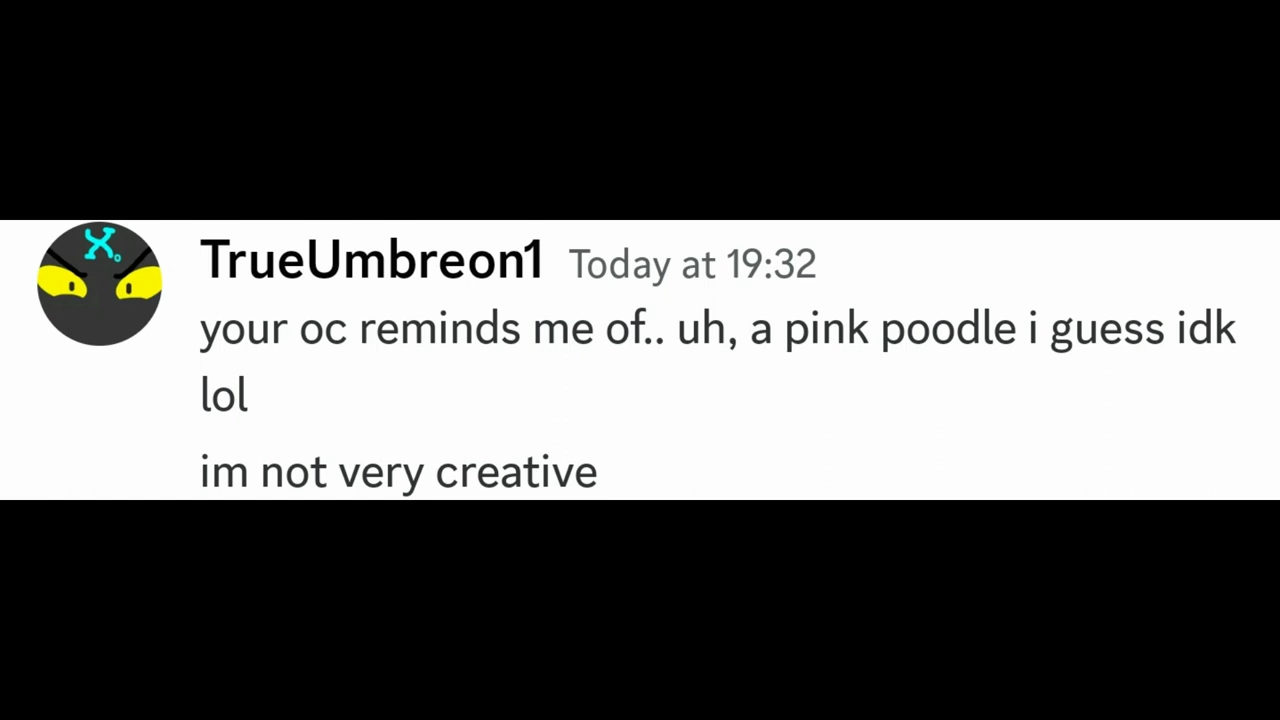 X.
TrueUmbreon1 Today at 19:32
your oc reminds me of.. uh, a pink poodle i guess idk
lol
im not very creative